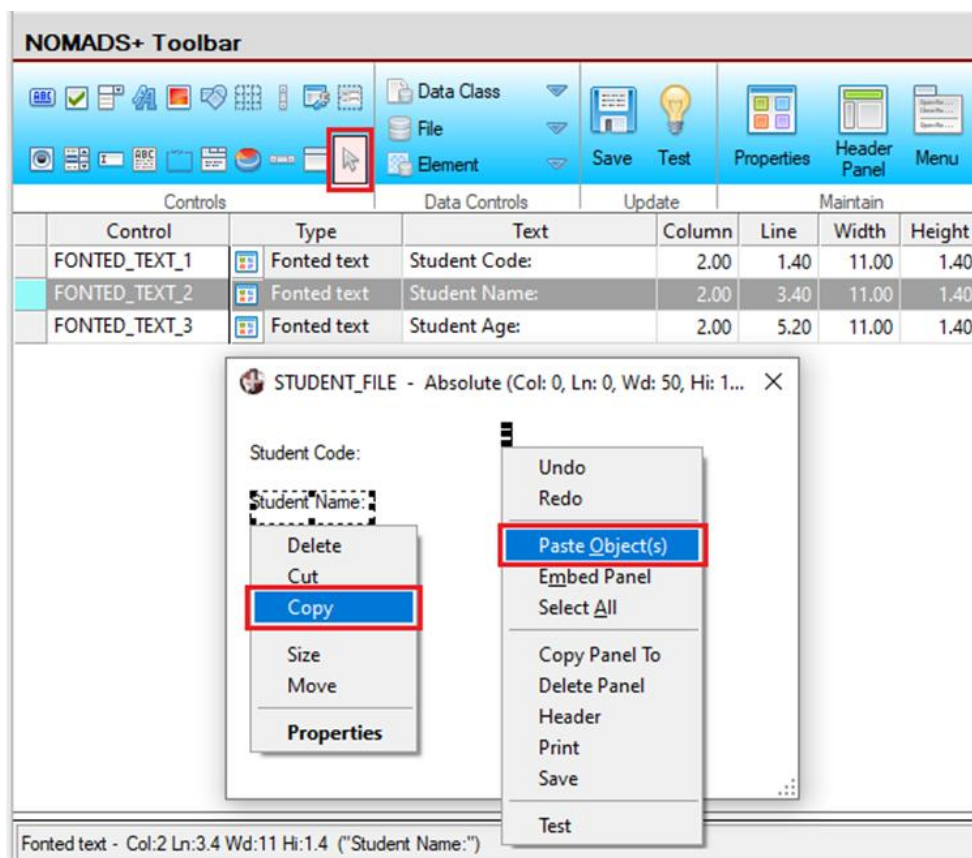 NOMADS+ Toolbar
Data Class
File
Element
Save
Test
Properties
Header
Panel
Menu
Controls
Data Controls
Update
Maintain
Control Type Text Column Line Width Height
FONTED_TEXT_1 Fonted text Student Code: 2.00 1.40 11.00 1.40
FONTED_TEXT_2 Fonted text Student Name: 2.00 3.40 11.00 1.40
FONTED_TEXT_3 Fonted text Student Age: 2.00 5.20 11.00 1.40
STUDENT_FILE - Absolute (Col: 0, Ln: 0, Wd: 50, Hi: 1...
Student Code:
Student Name:
Delete
Cut
Copy
Size
Move
Properties
Undo
Redo
Paste Object(s)
Embed Panel
Select All
Copy Panel To
Delete Panel
Header
Print
Save
Test
Fonted text - Col:2 Ln:3.4 Wd:11 Hi:1.4 ("Student Name:")